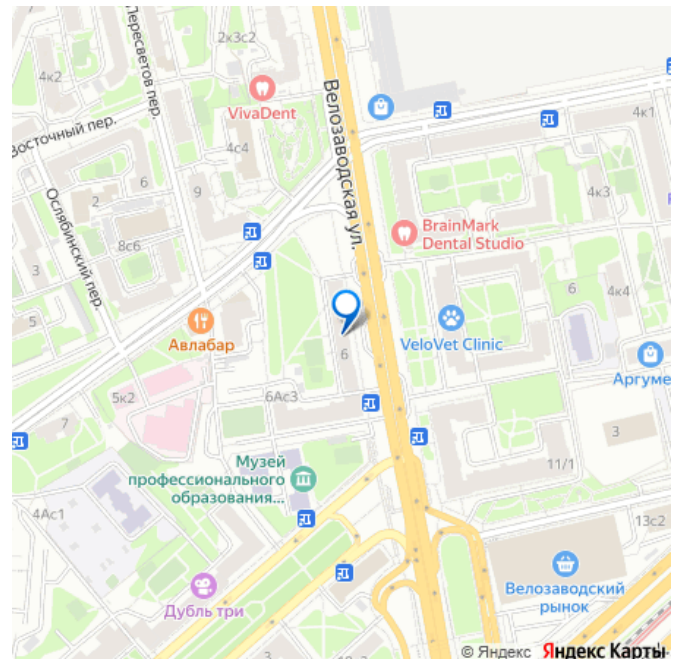 2к3с2
4к2
Пересветов пер.
VivaDent
Велозаводская ул.
4к1
Восточный пер.
4с4
6
9
2
4к3
Ослябинский пер.
8с6
BrainMark
Dental Studio
3
6
4к4
5
Авлабар
VeloVet Clinic
6
Аргуме
5к2
6Ас3
7
3
Музей
профессионального
образования...
11/1
4Ас1
13с2
Дубль три
Велозаводский
рынок
© Яндекс Яндекс Карты